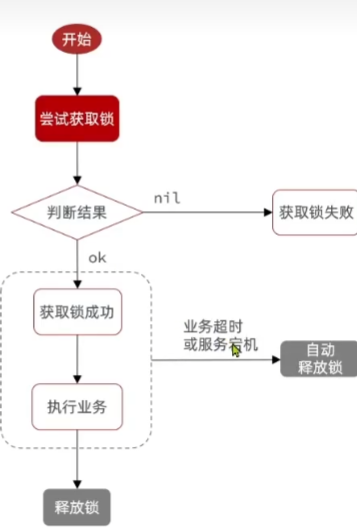 开始
尝试获取锁
nil
判断结果
获取锁失败
ok
获取锁成功
业务超时
或服务宕机
自动
释放锁
执行业务
释放锁